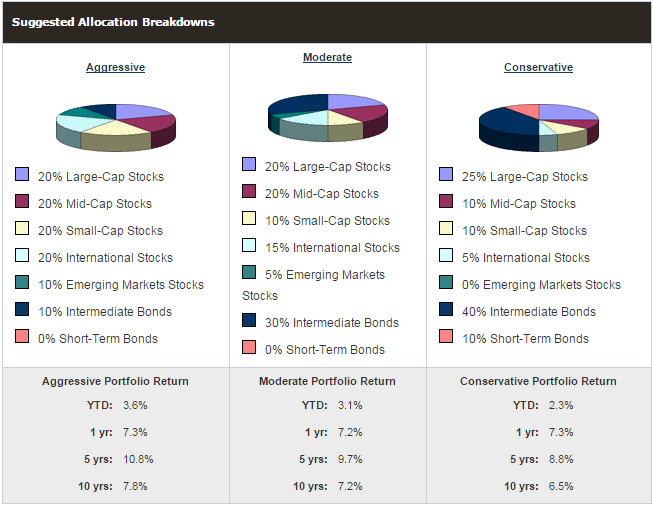 Suggested Allocation Breakdowns
Aggressive
20% Large-Cap Stocks
20% Mid-Cap Stocks
20% Small-Cap Stocks
20% International Stocks
10% Emerging Markets Stocks
10% Intermediate Bonds
0% Short-Term Bonds
Moderate
20% Large-Cap Stocks
20% Mid-Cap Stocks
10% Small-Cap Stocks
15% International Stocks
5% Emerging Markets
Stocks
30% Intermediate Bonds
0% Short-Term Bonds
Conservative
25% Large-Cap Stocks
10% Mid-Cap Stocks
10% Small-Cap Stocks
5% International Stocks
0% Emerging Markets Stocks
40% Intermediate Bonds
10% Short-Term Bonds
Aggressive Portfolio Return
YTD: 3.6%
1 yr: 7.3%
5 yrs: 10.8%
10 yrs: 7.8%
Moderate Portfolio Return
YTD: 3.1%
1 yr: 7.2%
5 yrs: 9.7%
10 yrs: 7.2%
Conservative Portfolio Return
YTD: 2.3%
1 yr: 7.3%
5 yrs: 8.8%
10 yrs: 6.5%